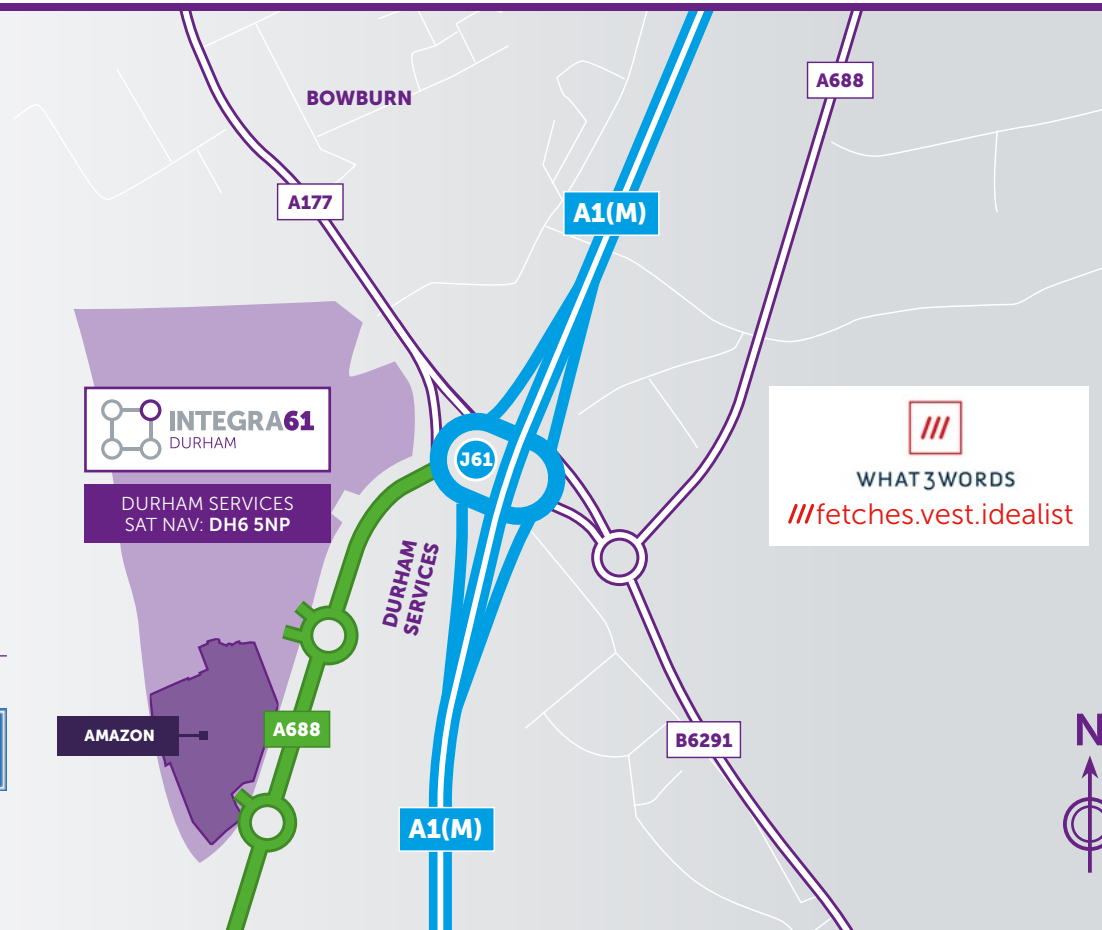 BOWBURN
A688
A177
A1(M)
INTEGRA61
DURHAM
DURHAM SERVICES
SAT NAV: DH6 5NP
J61
WHAT3WORDS
///fetches.vest.idealist
DURHAM
SERVICES
AMAZON
A688
B6291
N
A1(M)